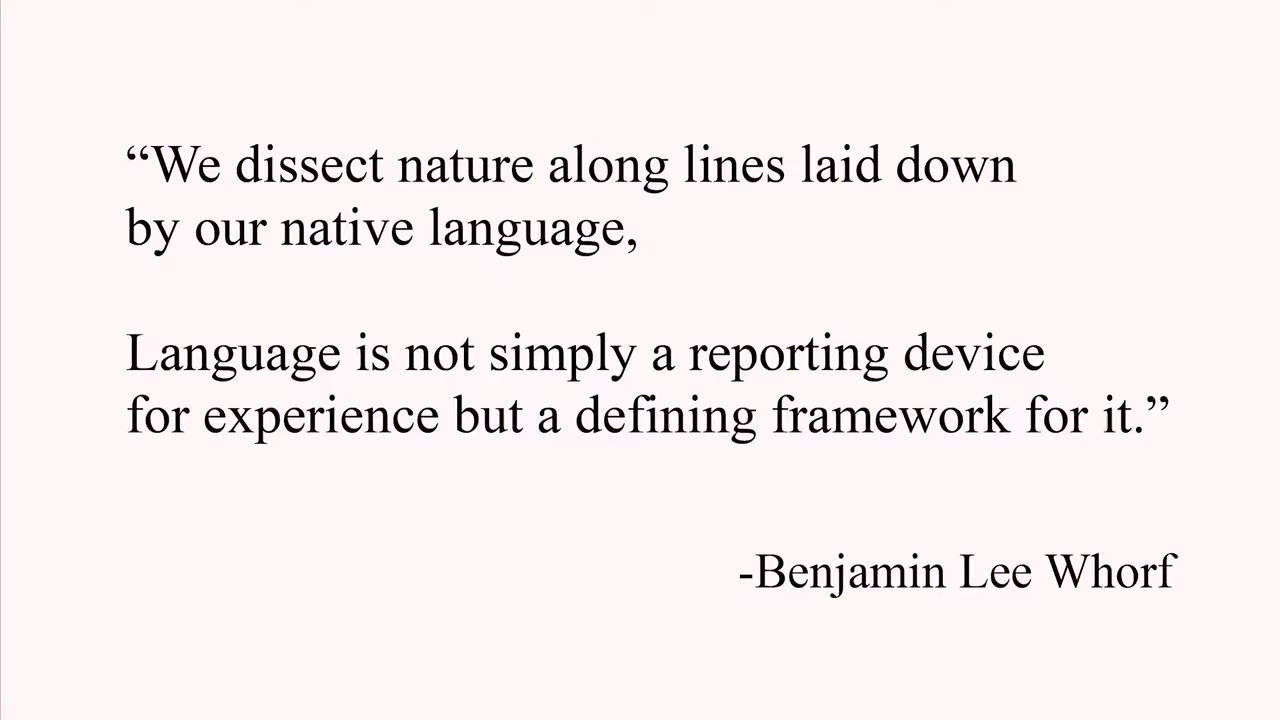 “We dissect nature along lines laid down
by our native language,
Language is not simply a reporting device
for experience but a defining framework for it.”
-Benjamin Lee Whorf